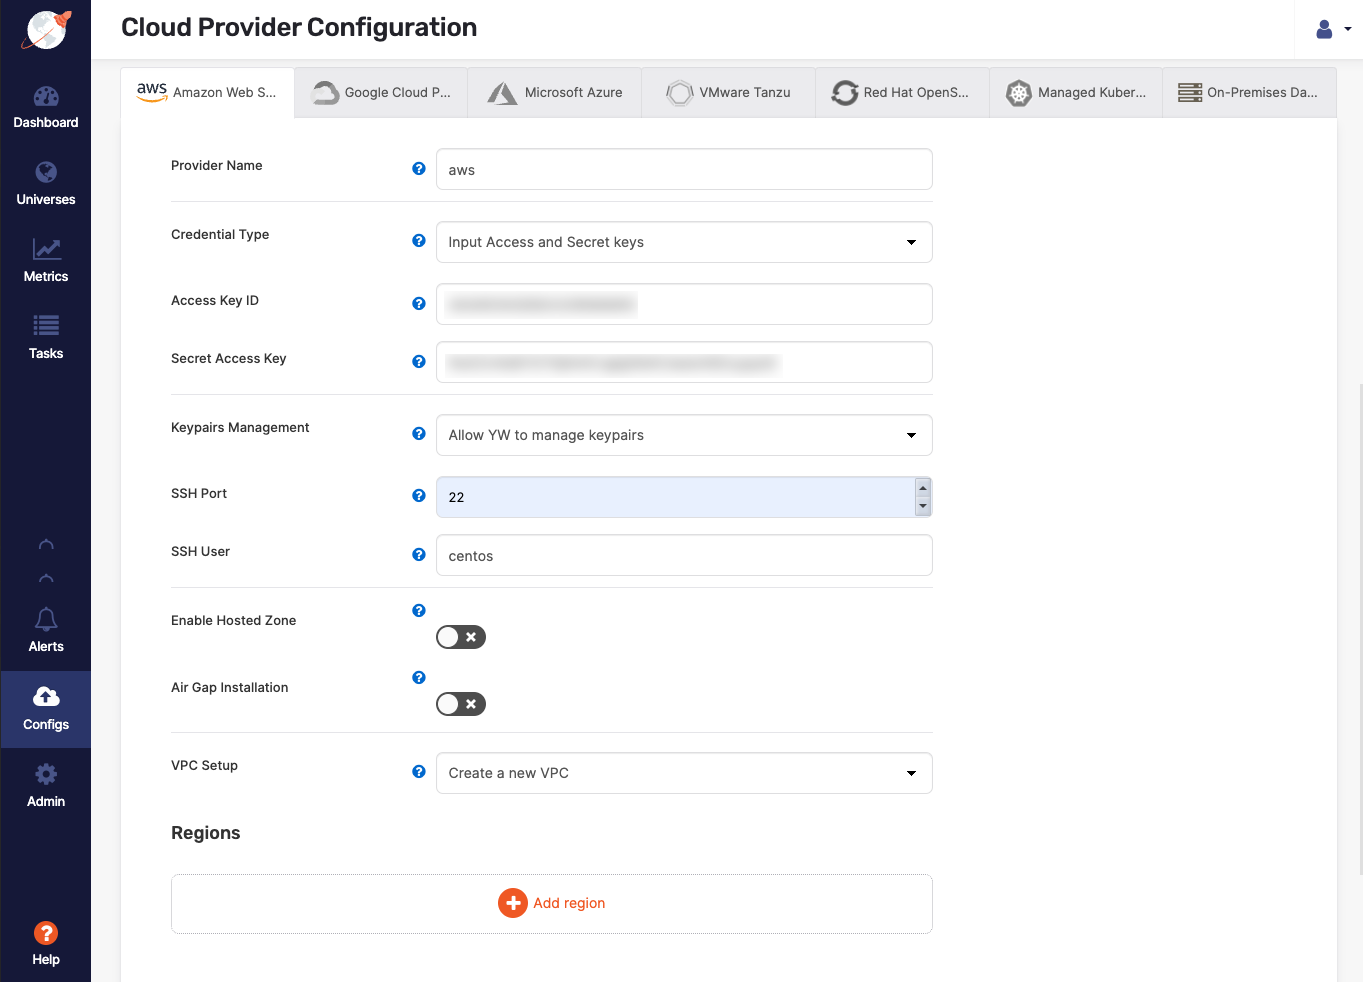 Cloud Provider Configuration
Dashboard
Universes
Metrics
Tasks
Alerts
Configs
Admin
Help
aws Amazon Web S...
Google Cloud P...
Microsoft Azure
VMware Tanzu
Red Hat OpenS...
Managed Kuber...
On-Premises Da...
Provider Name ? aws
Credential Type ? Input Access and Secret keys
Access Key ID ?
Secret Access Key ?
Keypairs Management ? Allow YW to manage keypairs
SSH Port ? 22
SSH User ? centos
Enable Hosted Zone ?
Air Gap Installation ?
VPC Setup ? Create a new VPC
Regions
Add region